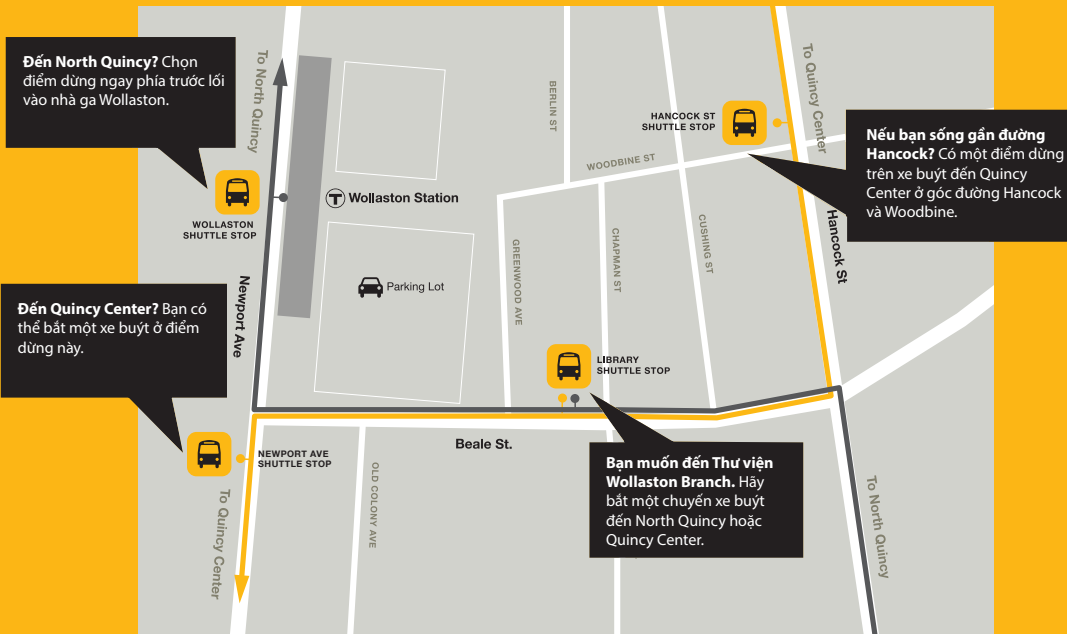 Đến North Quincy? Chọn
điểm dừng ngay phía trước lối
vào nhà ga Wollaston.
To North Quincy
WOLLASTON
SHUTTLE STOP
T Wollaston Station
Parking Lot
Newport Ave
BERLIN ST
HANCOCK ST
SHUTTLE STOP
WOODBINE ST
To Quincy Center
Nếu bạn sống gần đường
Hancock? Có một điểm dừng
trên xe buýt đến Quincy
Center ở góc đường Hancock
và Woodbine.
Hancock St
GREENWOOD AVE
CHAPMAN ST
CUSHING ST
Đến Quincy Center? Bạn có
thể bắt một xe buýt ở điểm
dừng này.
LIBRARY
SHUTTLE STOP
NEWPORT AVE
SHUTTLE STOP
Beale St.
OLD COLONY AVE
To Quincy Center
Bạn muốn đến Thư viện
Wollaston Branch. Hãy
bắt một chuyến xe buýt
đến North Quincy hoặc
Quincy Center.
To North Quincy